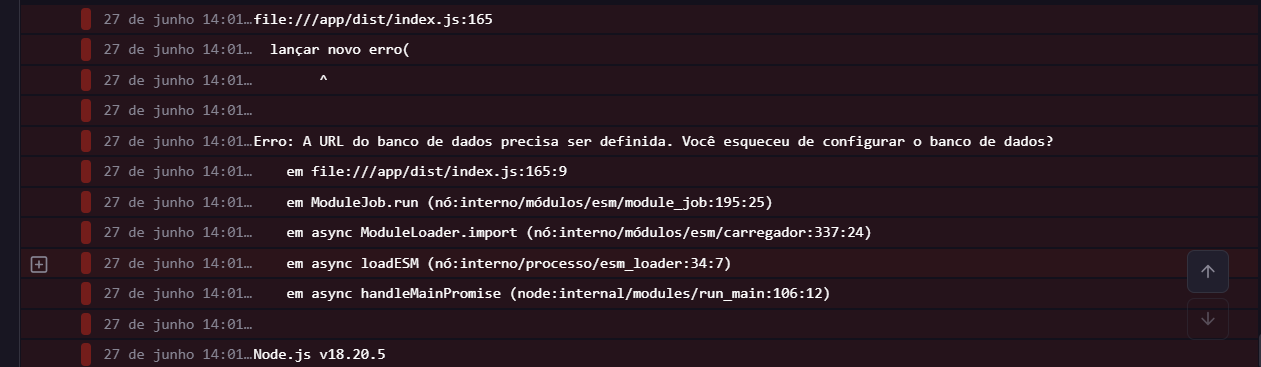 27 de junho 14:01…file:///app/dist/index.js:165
27 de junho 14:01… lançar novo erro(
27 de junho 14:01… ^
27 de junho 14:01…
27 de junho 14:01…Erro: A URL do banco de dados precisa ser definida. Você esqueceu de configurar o banco de dados?
27 de junho 14:01… em file:///app/dist/index.js:165:9
27 de junho 14:01… em ModuleJob.run (nó:interno/módulos/esm/module_job:195:25)
27 de junho 14:01… em async ModuleLoader.import (nó:interno/módulos/esm/carregador:337:24)
27 de junho 14:01… em async loadESM (nó:interno/processo/esm_loader:34:7)
27 de junho 14:01… em async handleMainPromise (node:internal/modules/run_main:106:12)
27 de junho 14:01…
27 de junho 14:01…Node.js v18.20.5